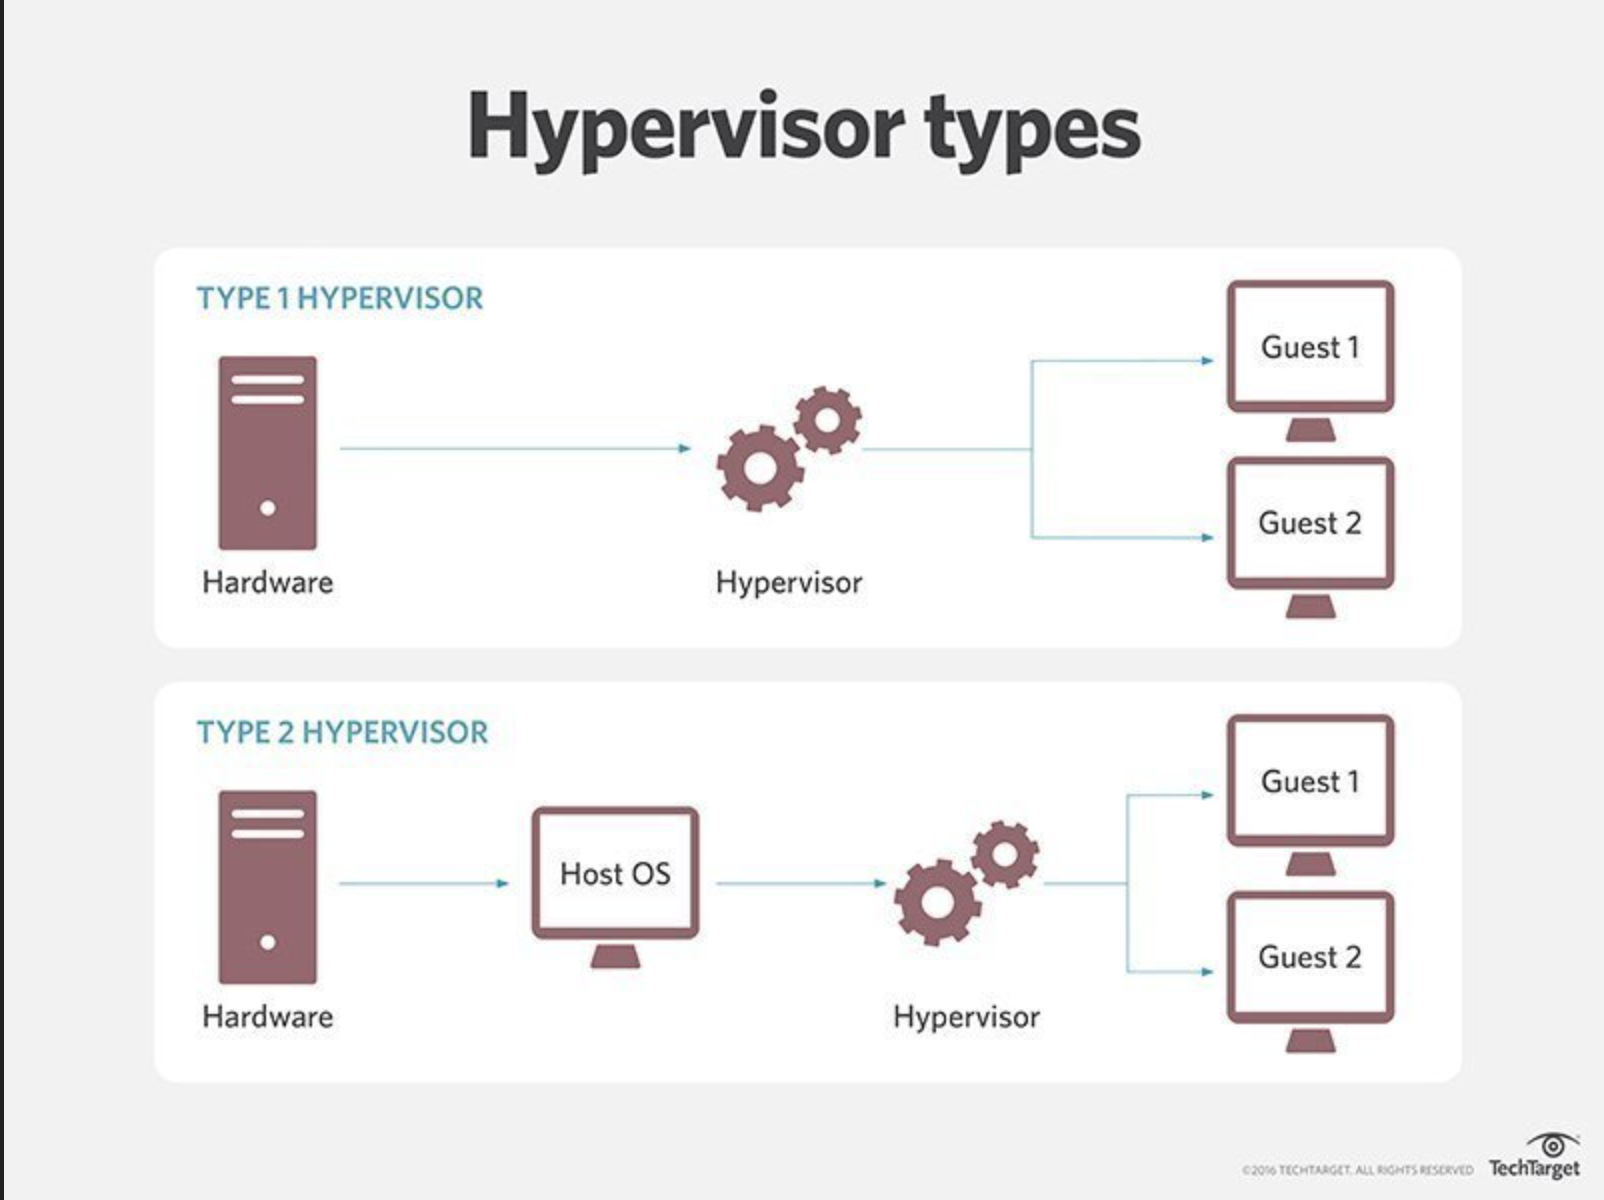 Hypervisor types
TYPE 1 HYPERVISOR
Guest 1
Guest 2
Hardware
Hypervisor
TYPE 2 HYPERVISOR
Guest 1
Host OS
Guest 2
Hardware
Hypervisor
©2016 TECHTARGET. ALL RIGHTS RESERVED
TechTarget